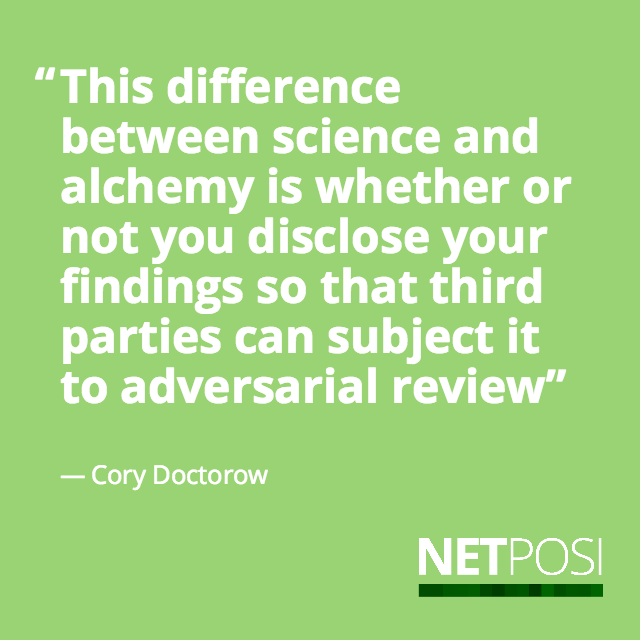 “This difference
between science and
alchemy is whether or
not you disclose your
findings so that third
parties can subject it
to adversarial review”
— Cory Doctorow
NETPOSI